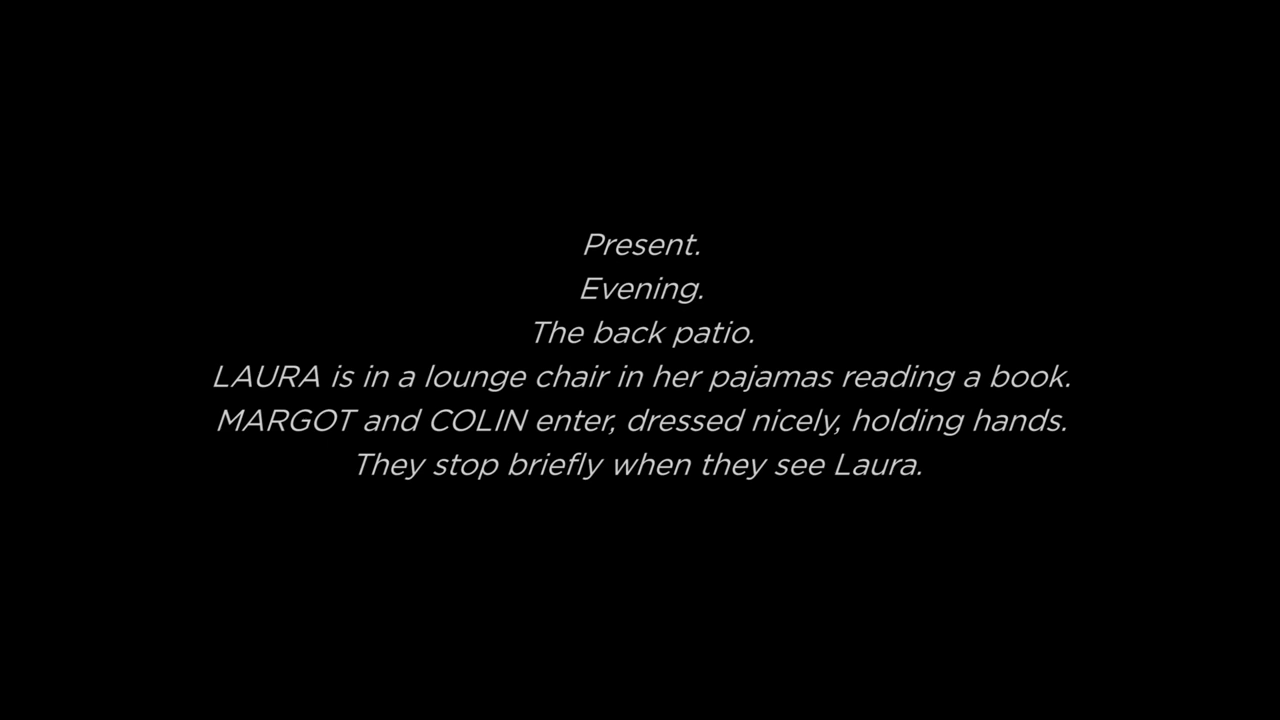 Present.
Evening.
The back patio.
LAURA is in a lounge chair in her pajamas reading a book.
MARGOT and COLIN enter, dressed nicely, holding hands.
They stop briefly when they see Laura.